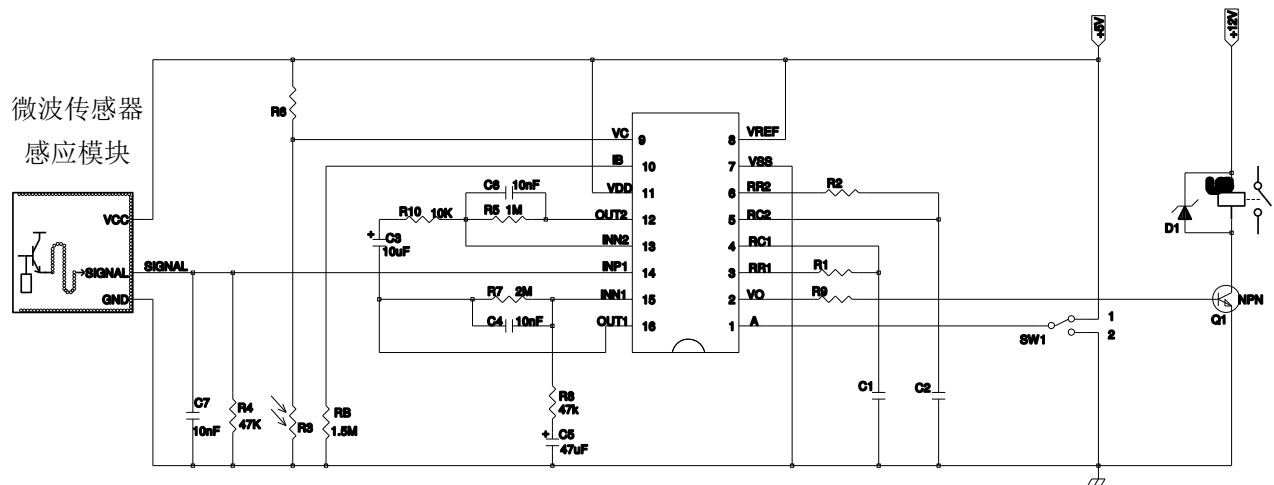 +5V
+12V
微波传感器
感应模块
VCC
SIGNAL
GND
SIGNAL
R6
VC
9
8
VREF
IB
10
7
VSS
VDD
11
6
RR2
R2
OUT2
12
5
RC2
INN2
13
4
RC1
INP1
14
3
RR1
R1
INN1
15
2
VO
R9
OUT1
16
1
A
C6
10nF
R10
10K
R5
1M
+
C3
10uF
R7
2M
C4
10nF
D1
NPN
Q1
SW1
1
2
C7
10nF
R4
47K
R3
RB
1.5M
R8
47k
+
C5
47uF
C1
C2